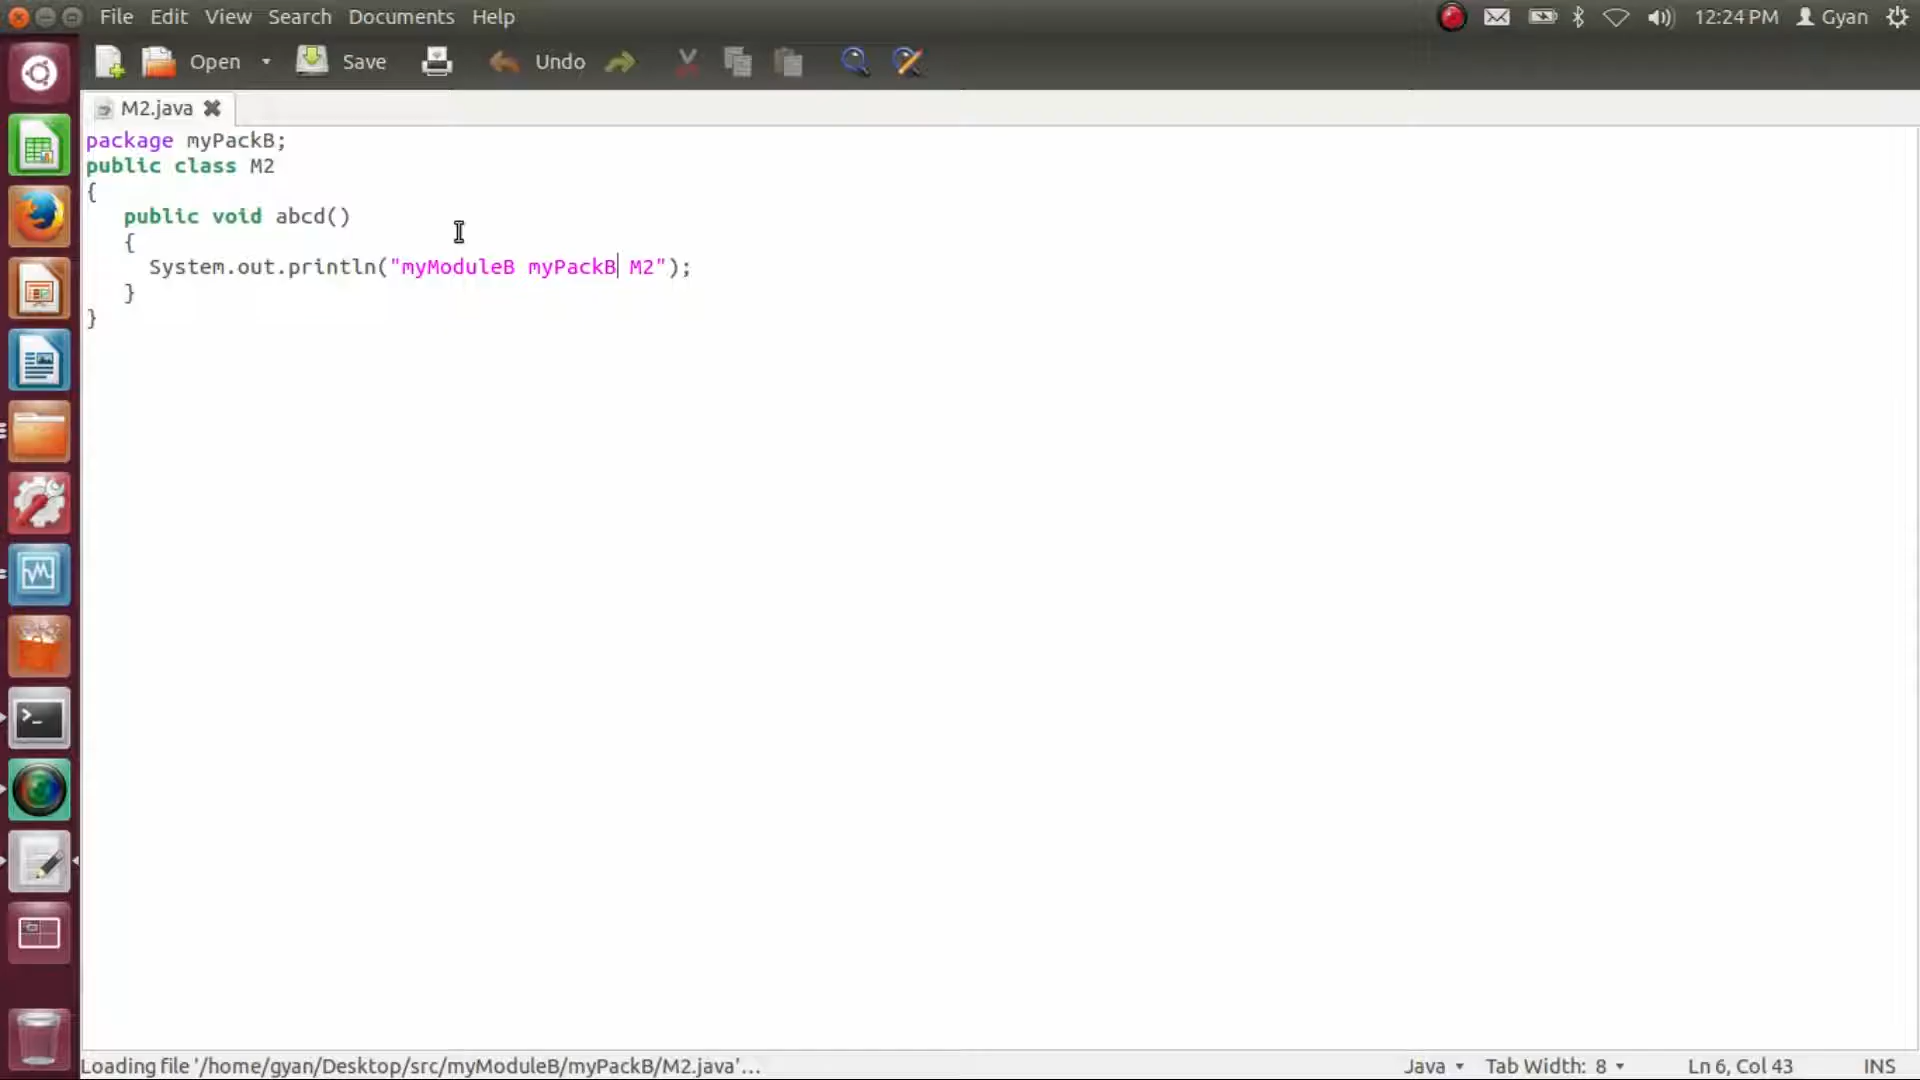 File Edit View Search Documents Help 12:24 PM Gyan
Open Save Undo
M2.java
package myPackB;
public class M2
{
public void abcd()
{
System.out.println("myModuleB myPackB M2");
}
}
Loading file '/home/gyan/Desktop/src/myModuleB/myPackB/M2.java'... Java Tab Width: 8 Ln 6, Col 43 INS